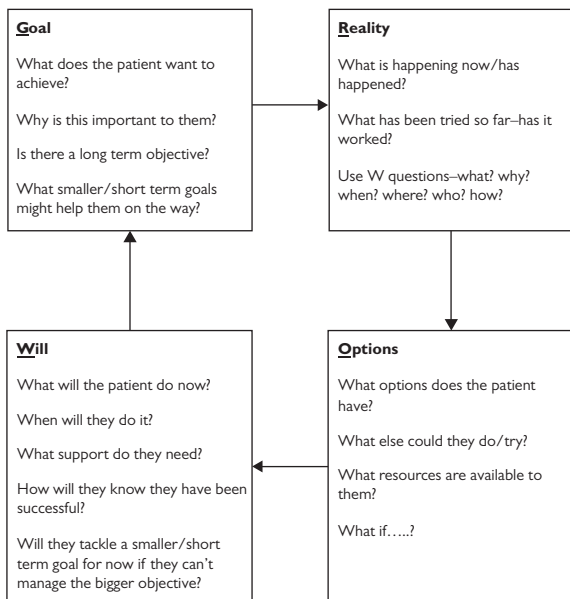 Goal
What does the patient want to
achieve?
Why is this important to them?
Is there a long term objective?
What smaller/short term goals
might help them on the way?
Reality
What is happening now/has
happened?
What has been tried so far–has it
worked?
Use W questions–what? why?
when? where? who? how?
Options
What options does the patient
have?
What else could they do/try?
What resources are available to
them?
What if…..?
Will
What will the patient do now?
When will they do it?
What support do they need?
How will they know they have been
successful?
Will they tackle a smaller/short
term goal for now if they can’t
manage the bigger objective?